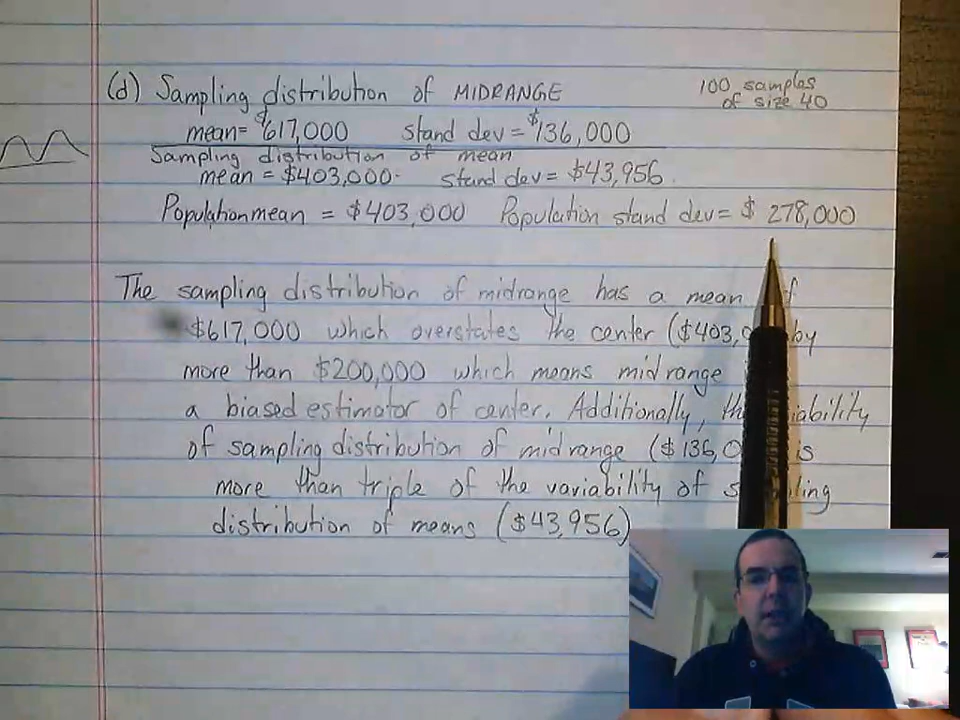 (d) Sampling distribution of MIDRANGE
100 samples
of size 40
mean= $617,000 stand dev = $136,000
Sampling distribution of mean
mean = $403,000 stand dev= $43,956
Population mean = $403,000 Population stand dev= $ 278,000
The sampling distribution of midrange has a mean
$617,000 which overstates the center ($403, by
more than $200,000 which means midrange
a biased estimator of center. Additionally,
of sampling distribution of midrange ($136, is
more than triple of the variability of
distribution of means ($43,956)